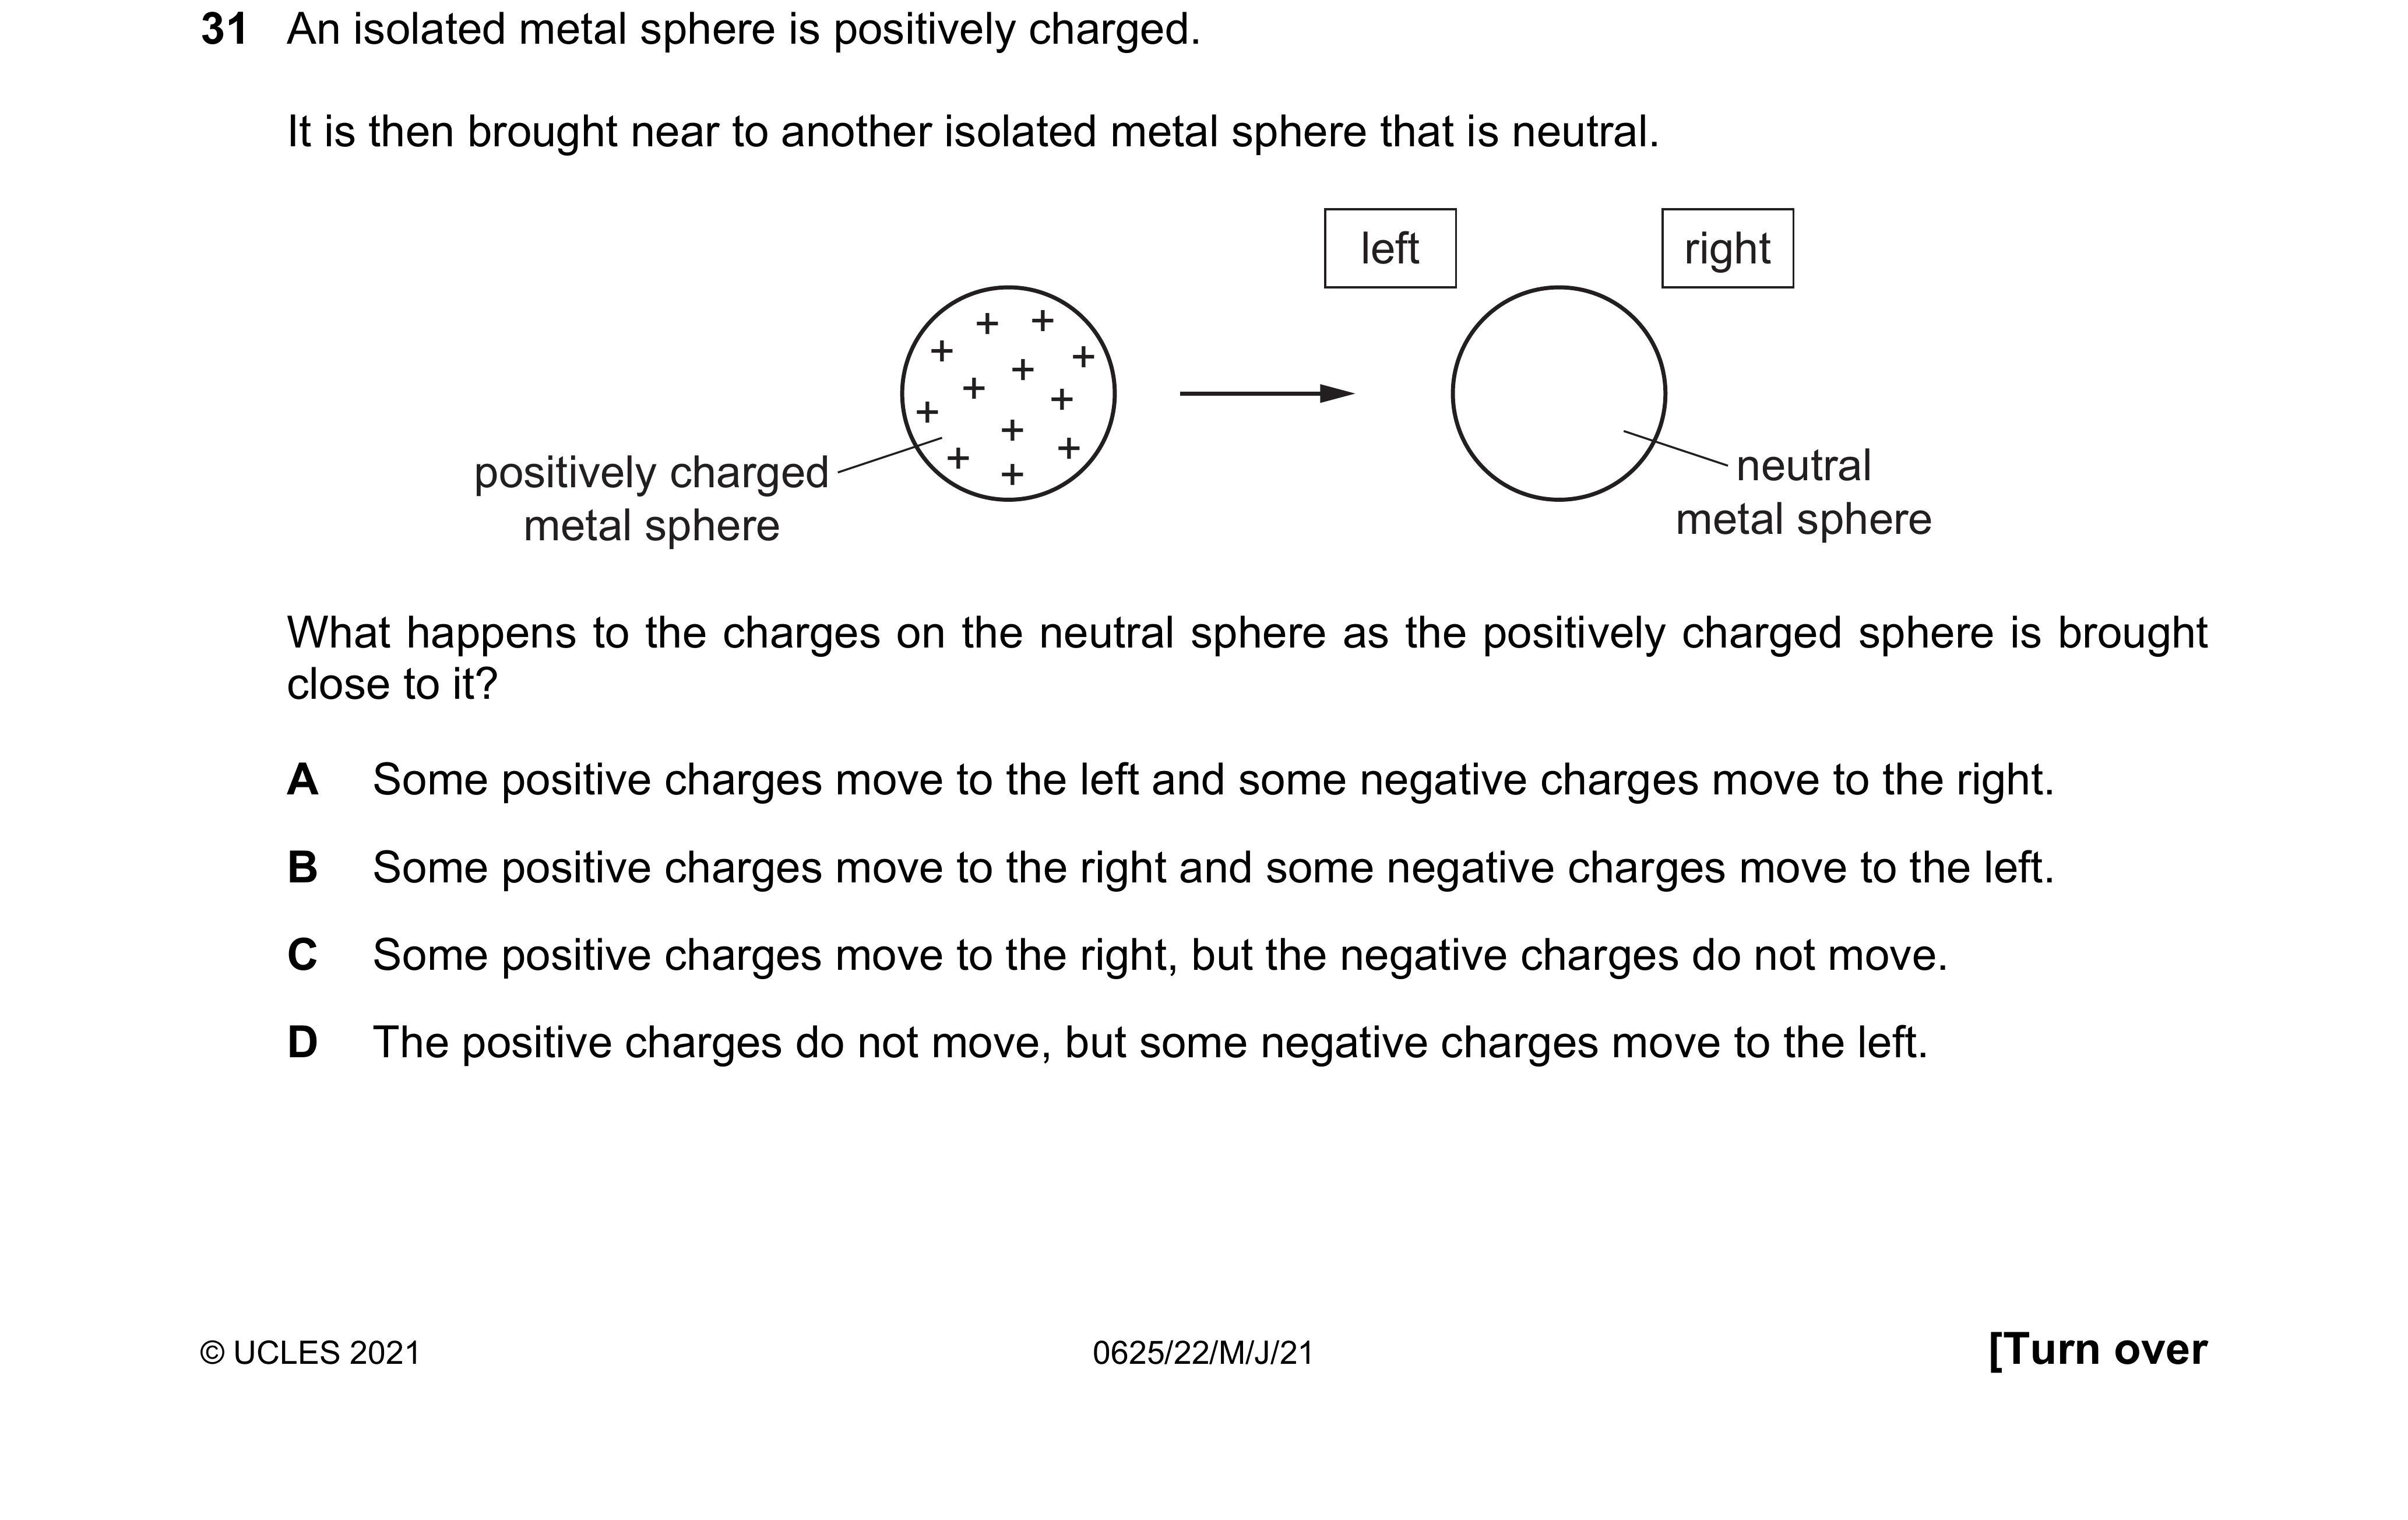 31 An isolated metal sphere is positively charged.
It is then brought near to another isolated metal sphere that is neutral.
left right
+ +
+ +
+
+ +
+
+
+ +
+
positively charged
metal sphere
neutral
metal sphere
What happens to the charges on the neutral sphere as the positively charged sphere is brought
close to it?
A Some positive charges move to the left and some negative charges move to the right.
B Some positive charges move to the right and some negative charges move to the left.
C Some positive charges move to the right, but the negative charges do not move.
D The positive charges do not move, but some negative charges move to the left.
© UCLES 2021 0625/22/M/J/21 [Turn over